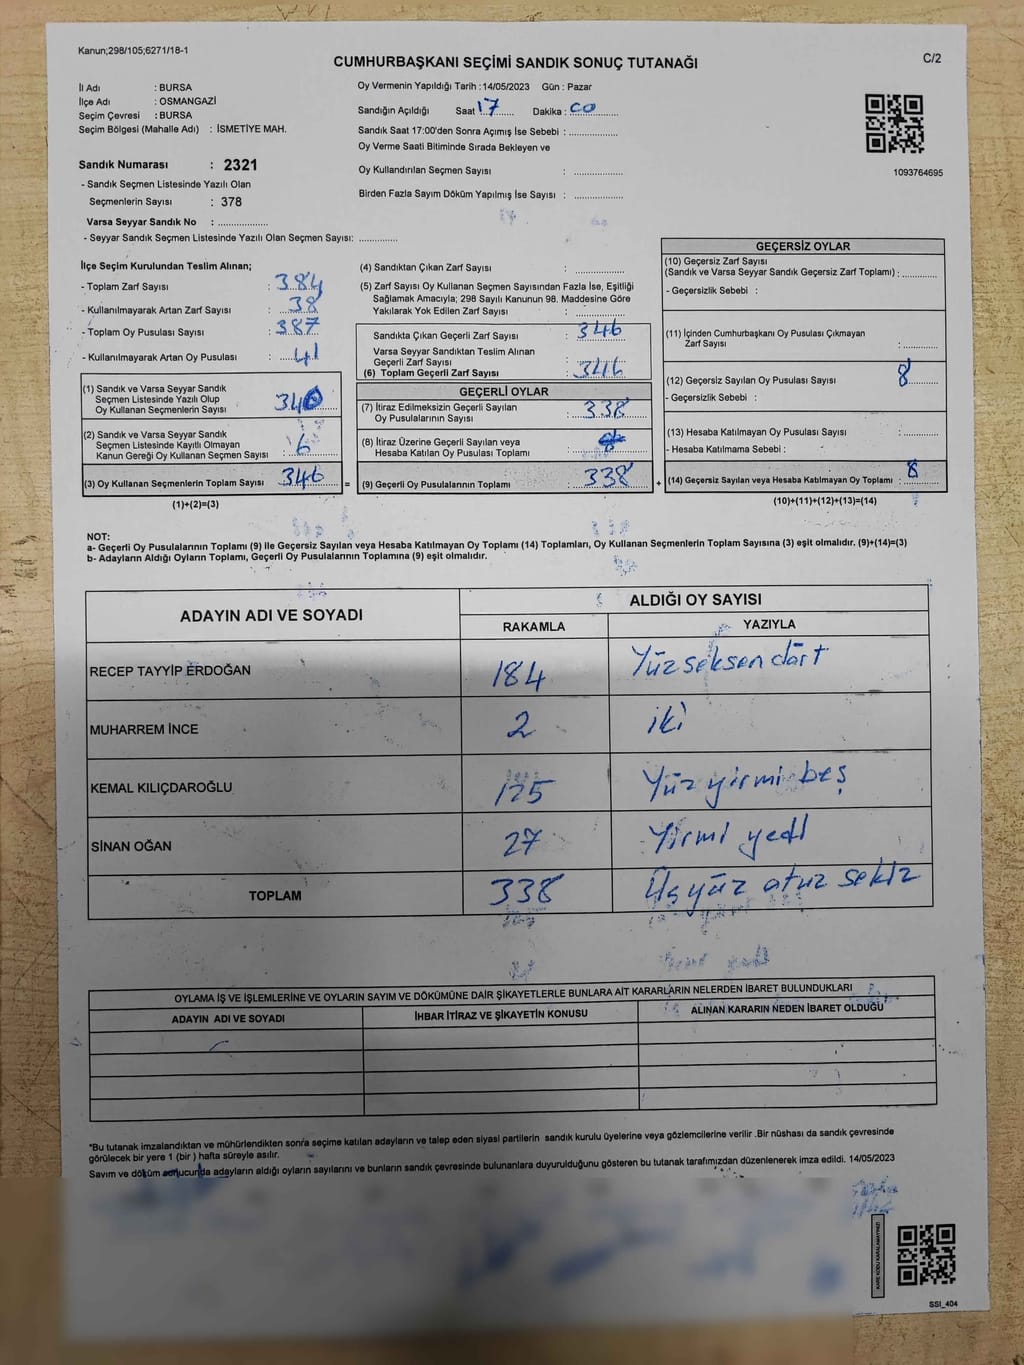 Kanun;298/105;6271/18-1
CUMHURBAŞKANI SEÇİMİ SANDIK SONUÇ TUTANAĞI
C/2
İl Adı : BURSA
İlçe Adı : OSMANGAZİ
Seçim Çevresi : BURSA
Seçim Bölgesi (Mahalle Adı) : İSMETİYE MAH.
Oy Vermenin Yapıldığı Tarih :14/05/2023 Gün : Pazar
Sandığın Açıldığı Saat 17 Dakika : 00
Sandık Saat 17:00'den Sonra Açımış İse Sebebi :
Oy Verme Saati Bitiminde Sırada Bekleyen ve
Oy Kullandırılan Seçmen Sayısı :
Birden Fazla Sayım Döküm Yapılmış İse Sayısı :
1093764695
Sandık Numarası : 2321
- Sandık Seçmen Listesinde Yazılı Olan
Seçmenlerin Sayısı : 378
Varsa Seyyar Sandık No :
- Seyyar Sandık Seçmen Listesinde Yazılı Olan Seçmen Sayısı:
İlçe Seçim Kurulundan Teslim Alınan;
- Toplam Zarf Sayısı : 384
- Kullanılmayarak Artan Zarf Sayısı : 38
- Toplam Oy Pusulası Sayısı : 387
- Kullanılmayarak Artan Oy Pusulası : 41
(1) Sandık ve Varsa Seyyar Sandık
Seçmen Listesinde Yazılı Olup
Oy Kullanan Seçmenlerin Sayısı : 340
(2) Sandık ve Varsa Seyyar Sandık
Seçmen Listesinde Kayıtlı Olmayan
Kanun Gereği Oy Kullanan Seçmen Sayısı : 6
(3) Oy Kullanan Seçmenlerin Toplam Sayısı : 346 =
(1)+(2)=(3)
(4) Sandıktan Çıkan Zarf Sayısı :
(5) Zarf Sayısı Oy Kullanan Seçmen Sayısından Fazla İse, Eşitliği
Sağlamak Amacıyla; 298 Sayılı Kanunun 98. Maddesine Göre
Yakılarak Yok Edilen Zarf Sayısı :
Sandıkta Çıkan Geçerli Zarf Sayısı : 346
Varsa Seyyar Sandıktan Teslim Alınan
Geçerli Zarf Sayısı :
(6) Toplam Geçerli Zarf Sayısı : 346
GEÇERLİ OYLAR
(7) İtiraz Edilmeksizin Geçerli Sayılan
Oy Pusulalarının Sayısı : 338
(8) İtiraz Üzerine Geçerli Sayılan veya
Hesaba Katılan Oy Pusulası Toplamı :
(9) Geçerli Oy Pusulalarının Toplamı : 338 +
GEÇERSİZ OYLAR
(10) Geçersiz Zarf Sayısı
(Sandık ve Varsa Seyyar Sandık Geçersiz Zarf Toplamı) :
- Geçersizlik Sebebi :
(11) İçinden Cumhurbaşkanı Oy Pusulası Çıkmayan
Zarf Sayısı :
(12) Geçersiz Sayılan Oy Pusulası Sayısı : 8
- Geçersizlik Sebebi :
(13) Hesaba Katılmayan Oy Pusulası Sayısı :
- Hesaba Katılmama Sebebi :
(14) Geçersiz Sayılan veya Hesaba Katılmayan Oy Toplamı : 8
(10)+(11)+(12)+(13)=(14)
NOT:
a- Geçerli Oy Pusulalarının Toplamı (9) ile Geçersiz Sayılan veya Hesaba Katılmayan Oy Toplamı (14) Toplamları, Oy Kullanan Seçmenlerin Toplam Sayısına (3) eşit olmalıdır. (9)+(14)=(3)
b- Adayların Aldığı Oyların Toplamı, Geçerli Oy Pusulalarının Toplamına (9) eşit olmalıdır.
ADAYIN ADI VE SOYADI ALDIĞI OY SAYISI
RAKAMLA YAZIYLA
RECEP TAYYİP ERDOĞAN 184 Yüz seksen dört
MUHARREM İNCE 2 iki
KEMAL KILIÇDAROĞLU 125 Yüz yirmi beş
SİNAN OĞAN 27 Yirmi yedi
TOPLAM 338 Üçyüz otuz sekiz
OYLAMA İŞ VE İŞLEMLERİNE VE OYLARIN SAYIM VE DÖKÜMÜNE DAİR ŞİKAYETLERLE BUNLARA AİT KARARLARIN NELERDEN İBARET BULUNDUKLARI
ADAYIN ADI VE SOYADI İHBAR İTİRAZ VE ŞİKAYETİN KONUSU ALINAN KARARIN NEDEN İBARET OLDUĞU
*Bu tutanak imzalandıktan ve mühürlendikten sonra seçime katılan adayların ve talep eden siyasi partilerin sandık kurulu üyelerine veya gözlemcilerine verilir .Bir nüshası da sandık çevresinde
görülecek bir yere 1 (bir ) hafta süreyle asılır.
Sayım ve döküm sonucunda adayların aldığı oyların sayılarını ve bunların sandık çevresinde bulunanlara duyurulduğunu gösteren bu tutanak tarafımızdan düzenlenerek imza edildi. 14/05/2023
KARE KODU KARALAMAYINIZ!
SSI_404